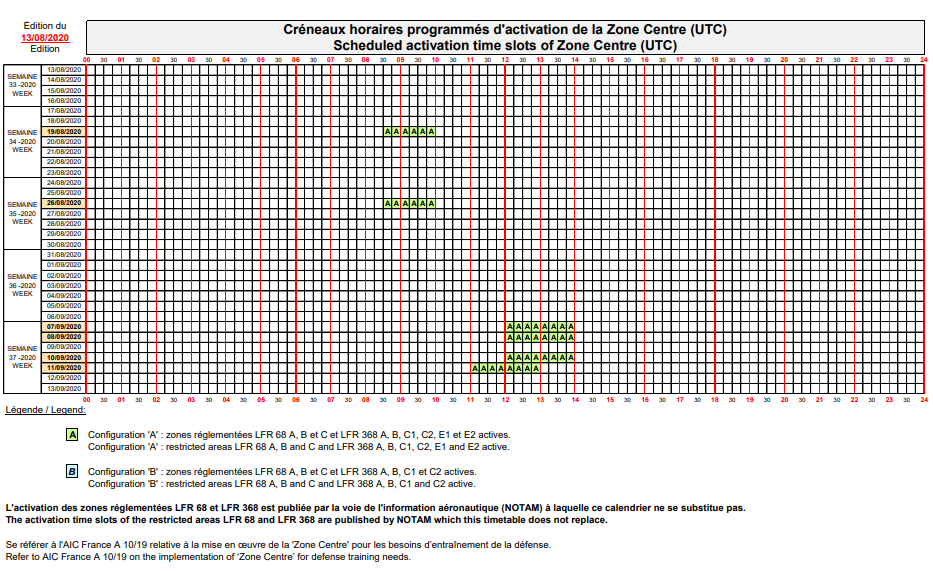 Édition du
13/08/2020
Edition
Créneaux horaires programmés d'activation de la Zone Centre (UTC)
Scheduled activation time slots of Zone Centre (UTC)
00 30 01 30 02 30 03 30 04 30 05 30 06 30 07 30 08 30 09 30 10 30 11 30 12 30 13 30 14 30 15 30 16 30 17 30 18 30 19 30 20 30 21 30 22 30 23 30 24
SEMAINE
33 -2020
WEEK
13/08/2020
14/08/2020
15/08/2020
16/08/2020
SEMAINE
34 -2020
WEEK
17/08/2020
18/08/2020
19/08/2020 A A A A A A
20/08/2020
21/08/2020
22/08/2020
23/08/2020
SEMAINE
35 -2020
WEEK
24/08/2020
25/08/2020
26/08/2020 A A A A A A
27/08/2020
28/08/2020
29/08/2020
30/08/2020
SEMAINE
36 -2020
WEEK
31/08/2020
01/09/2020
02/09/2020
03/09/2020
04/09/2020
05/09/2020
06/09/2020
SEMAINE
37 -2020
WEEK
07/09/2020 A A A A A A A A
08/09/2020 A A A A A A A A
09/09/2020
10/09/2020 A A A A A A A A
11/09/2020 A A A A A A A A
12/09/2020
13/09/2020
00 30 01 30 02 30 03 30 04 30 05 30 06 30 07 30 08 30 09 30 10 30 11 30 12 30 13 30 14 30 15 30 16 30 17 30 18 30 19 30 20 30 21 30 22 30 23 30 24
Légende / Legend:
A Configuration 'A' : zones réglementées LFR 68 A, B et C et LFR 368 A, B, C1, C2, E1 et E2 actives.
Configuration 'A' : restricted areas LFR 68 A, B and C and LFR 368 A, B, C1, C2, E1 and E2 active.
B Configuration 'B' : zones réglementées LFR 68 A, B et C et LFR 368 A, B, C1 et C2 actives.
Configuration 'B' : restricted areas LFR 68 A, B and C and LFR 368 A, B, C1 and C2 active.
L'activation des zones réglementées LFR 68 et LFR 368 est publiée par la voie de l'information aéronautique (NOTAM) à laquelle ce calendrier ne se substitue pas.
The activation time slots of the restricted areas LFR 68 and LFR 368 are published by NOTAM which this timetable does not replace.
Se référer à l'AIC France A 10/19 relative à la mise en œuvre de la 'Zone Centre' pour les besoins d'entraînement de la défense.
Refer to AIC France A 10/19 on the implementation of 'Zone Centre' for defense training needs.